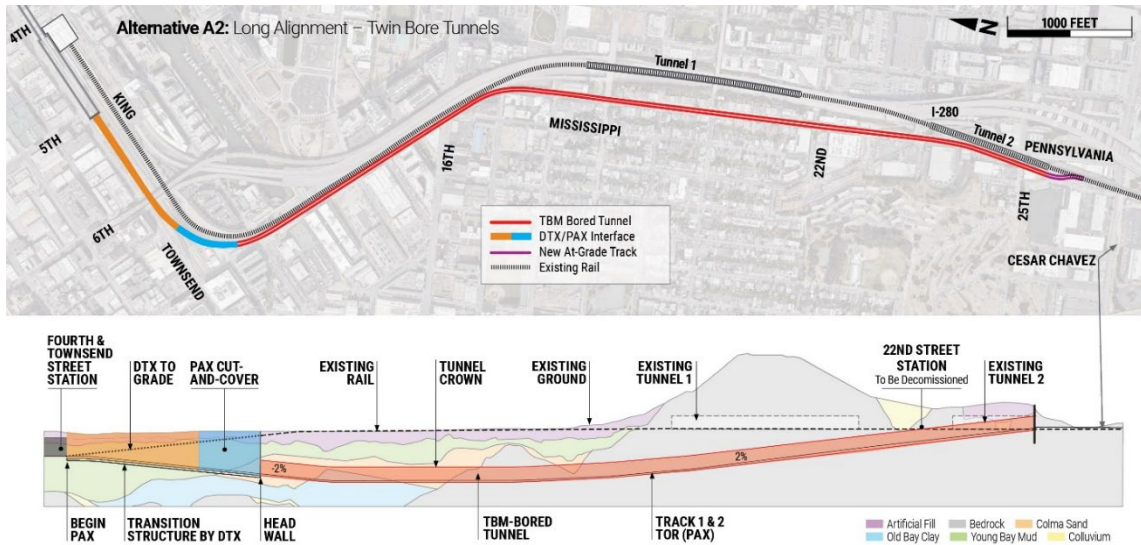 Alternative A2: Long Alignment – Twin Bore Tunnels
N
1000 FEET
4TH
KING
5TH
6TH
TOWNSEND
16TH
MISSISSIPPI
Tunnel 1
22ND
I-280
Tunnel 2
PENNSYLVANIA
25TH
CESAR CHAVEZ
TBM Bored Tunnel
DTX/PAX Interface
New At-Grade Track
Existing Rail
FOURTH &
TOWNSEND
STREET
STATION
DTX TO
GRADE
PAX CUT-
AND-COVER
EXISTING
RAIL
TUNNEL
CROWN
EXISTING
GROUND
EXISTING
TUNNEL 1
22ND STREET
STATION
To Be Decomissioned
EXISTING
TUNNEL 2
-2%
2%
BEGIN
PAX
TRANSITION
STRUCTURE BY DTX
HEAD
WALL
TBM-BORED
TUNNEL
TRACK 1 & 2
TOR (PAX)
Artificial Fill
Bedrock
Colma Sand
Old Bay Clay
Young Bay Mud
Colluvium